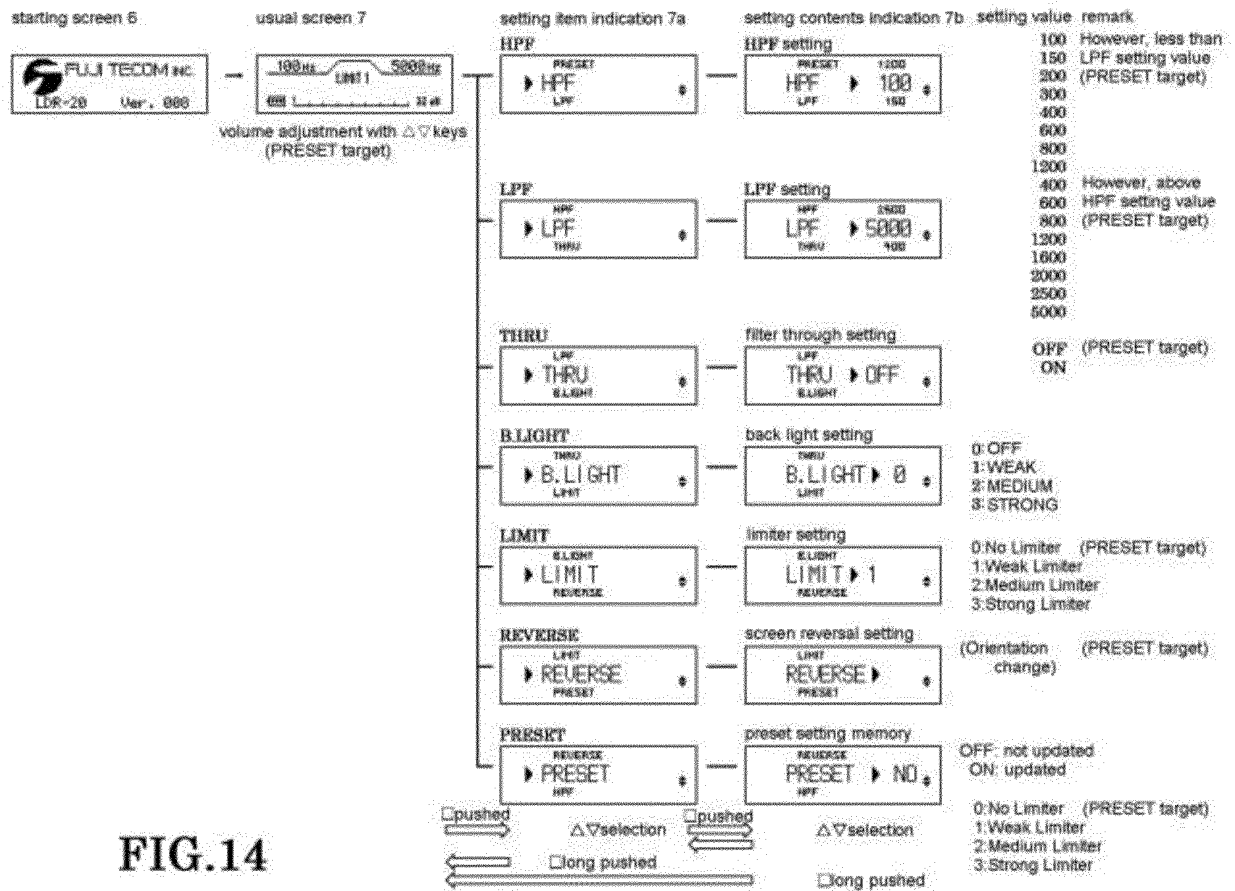 starting screen 6
usual screen 7
setting item indication 7a
setting contents indication 7b
setting value
remark
FUJI TECOM INC.
LDR-20 Ver. 008
100Hz 5000Hz
LIMIT 1
1 32 dB
volume adjustment with △▽keys
(PRESET target)
HPF
PRESET
HPF
LPF
HPF setting
PRESET 1200
HPF 100
LPF 150
100 However, less than
150 LPF setting value
200 (PRESET target)
300
400
600
800
1200
LPF
HPF
LPF
THRU
LPF setting
HPF 2500
LPF 5000
THRU 400
400 However, above
600 HPF setting value
800 (PRESET target)
1200
1600
2000
2500
5000
THRU
LPF
THRU
B.LIGHT
filter through setting
LPF
THRU OFF
B.LIGHT
OFF (PRESET target)
ON
B.LIGHT
THRU
B.LIGHT
LIMIT
back light setting
THRU
B.LIGHT 0
LIMIT
0:OFF
1:WEAK
2:MEDIUM
3:STRONG
LIMIT
B.LIGHT
LIMIT
REVERSE
limiter setting
B.LIGHT
LIMIT 1
REVERSE
0:No Limiter (PRESET target)
1:Weak Limiter
2:Medium Limiter
3:Strong Limiter
REVERSE
LIMIT
REVERSE
PRESET
screen reversal setting
LIMIT
REVERSE
PRESET
(Orientation (PRESET target)
change)
PRESET
REVERSE
PRESET
HPF
preset setting memory
REVERSE
PRESET NO
HPF
OFF: not updated
ON: updated
0:No Limiter (PRESET target)
1:Weak Limiter
2:Medium Limiter
3:Strong Limiter
□pushed
△▽selection
□pushed
△▽selection
□long pushed
□long pushed
FIG.14